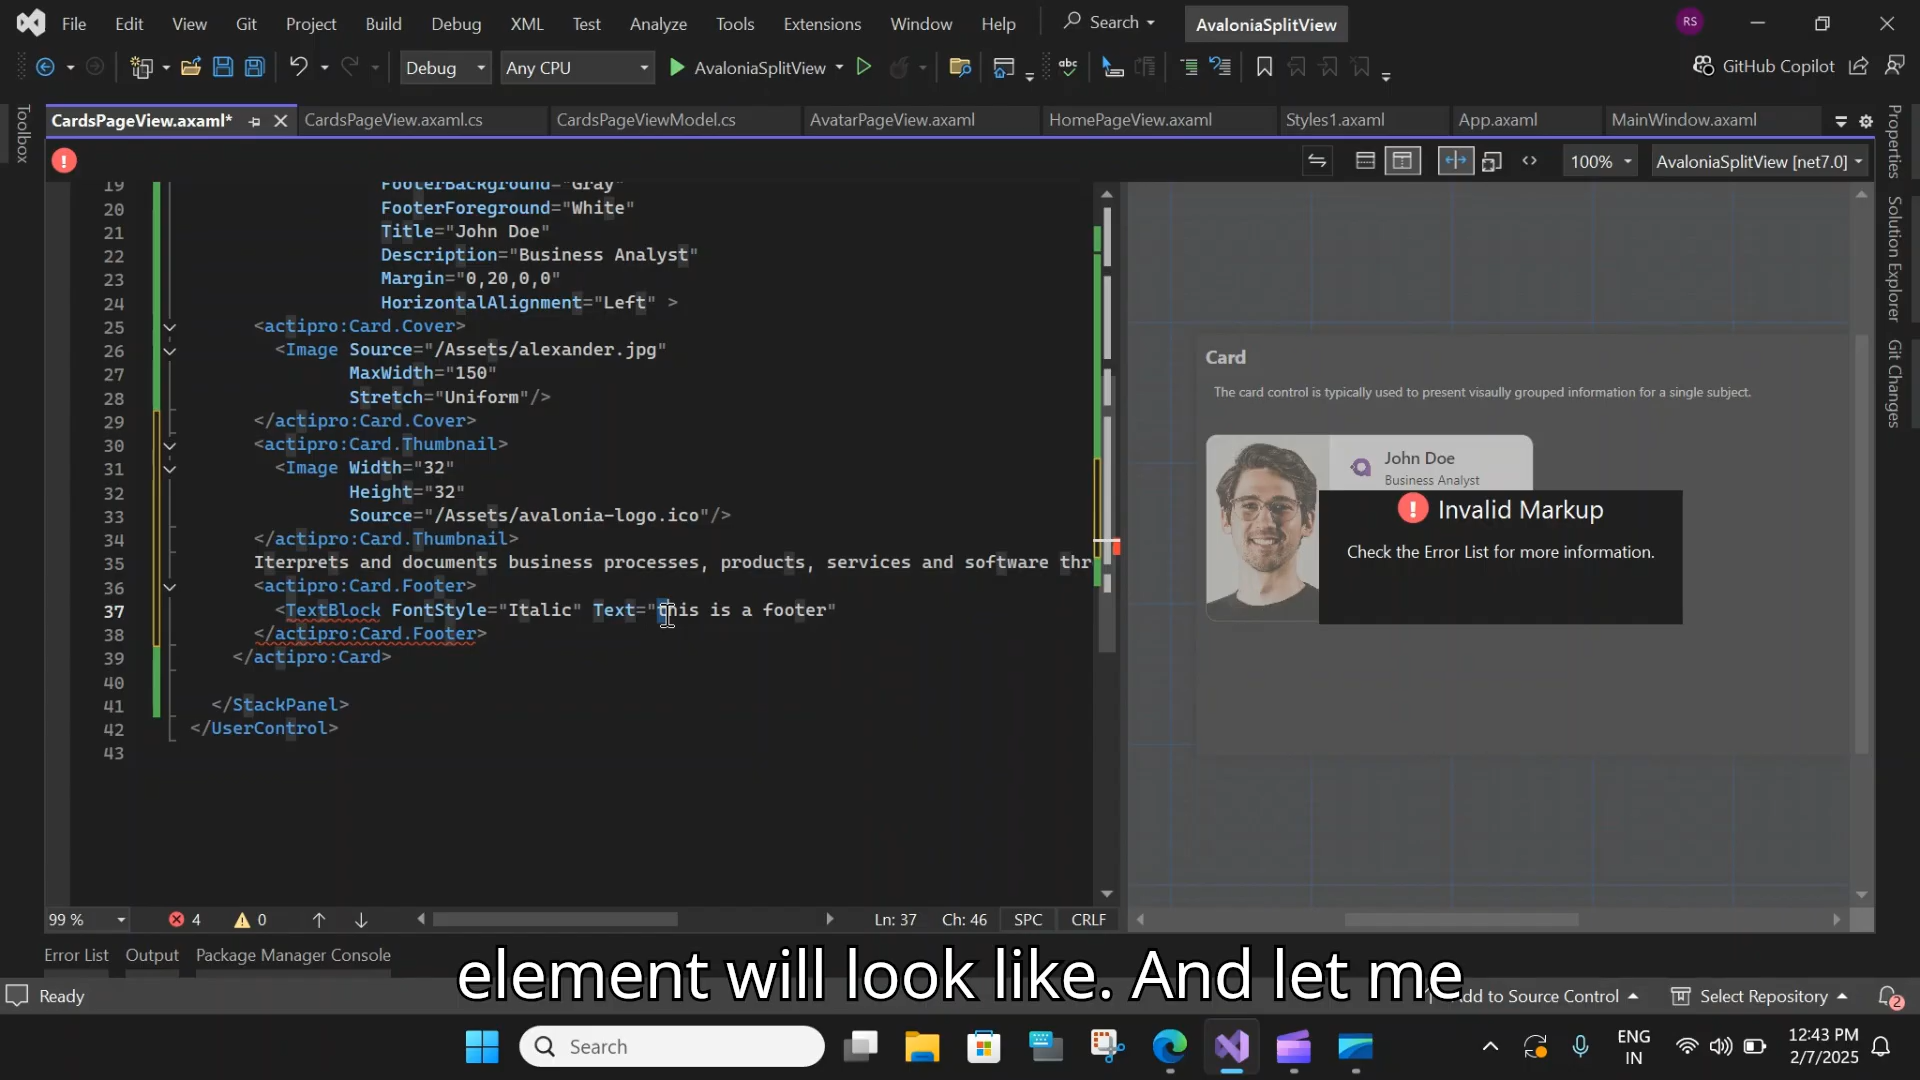 File Edit View Git Project Build Debug XML Test Analyze Tools Extensions Window Help Search AvaloniaSplitView RS
Debug Any CPU AvaloniaSplitView GitHub Copilot
CardsPageView.axaml* CardsPageView.axaml.cs CardsPageViewModel.cs AvatarPageView.axaml HomePageView.axaml Styles1.axaml App.axaml MainWindow.axaml
Toolbox
Properties
Solution Explorer
Git Changes
100% AvaloniaSplitView [net7.0]
19 FooterBackground="Gray"
20 FooterForeground="White"
21 Title="John Doe"
22 Description="Business Analyst"
23 Margin="0,20,0,0"
24 HorizontalAlignment="Left" >
25 <actipro:Card.Cover>
26 <Image Source="/Assets/alexander.jpg"
27 MaxWidth="150"
28 Stretch="Uniform"/>
29 </actipro:Card.Cover>
30 <actipro:Card.Thumbnail>
31 <Image Width="32"
32 Height="32"
33 Source="/Assets/avalonia-logo.ico"/>
34 </actipro:Card.Thumbnail>
35 Iterprets and documents business processes, products, services and software thr
36 <actipro:Card.Footer>
37 <TextBlock FontStyle="Italic" Text="this is a footer"
38 </actipro:Card.Footer>
39 </actipro:Card>
40
41 </StackPanel>
42 </UserControl>
43
Card
The card control is typically used to present visaully grouped information for a single subject.
John Doe
Business Analyst
Invalid Markup
Check the Error List for more information.
99 % 4 0 Ln: 37 Ch: 46 SPC CRLF
Error List Output Package Manager Console
element will look like. And let me
Ready dd to Source Control Select Repository 2
Search
ENG
IN
12:43 PM
2/7/2025